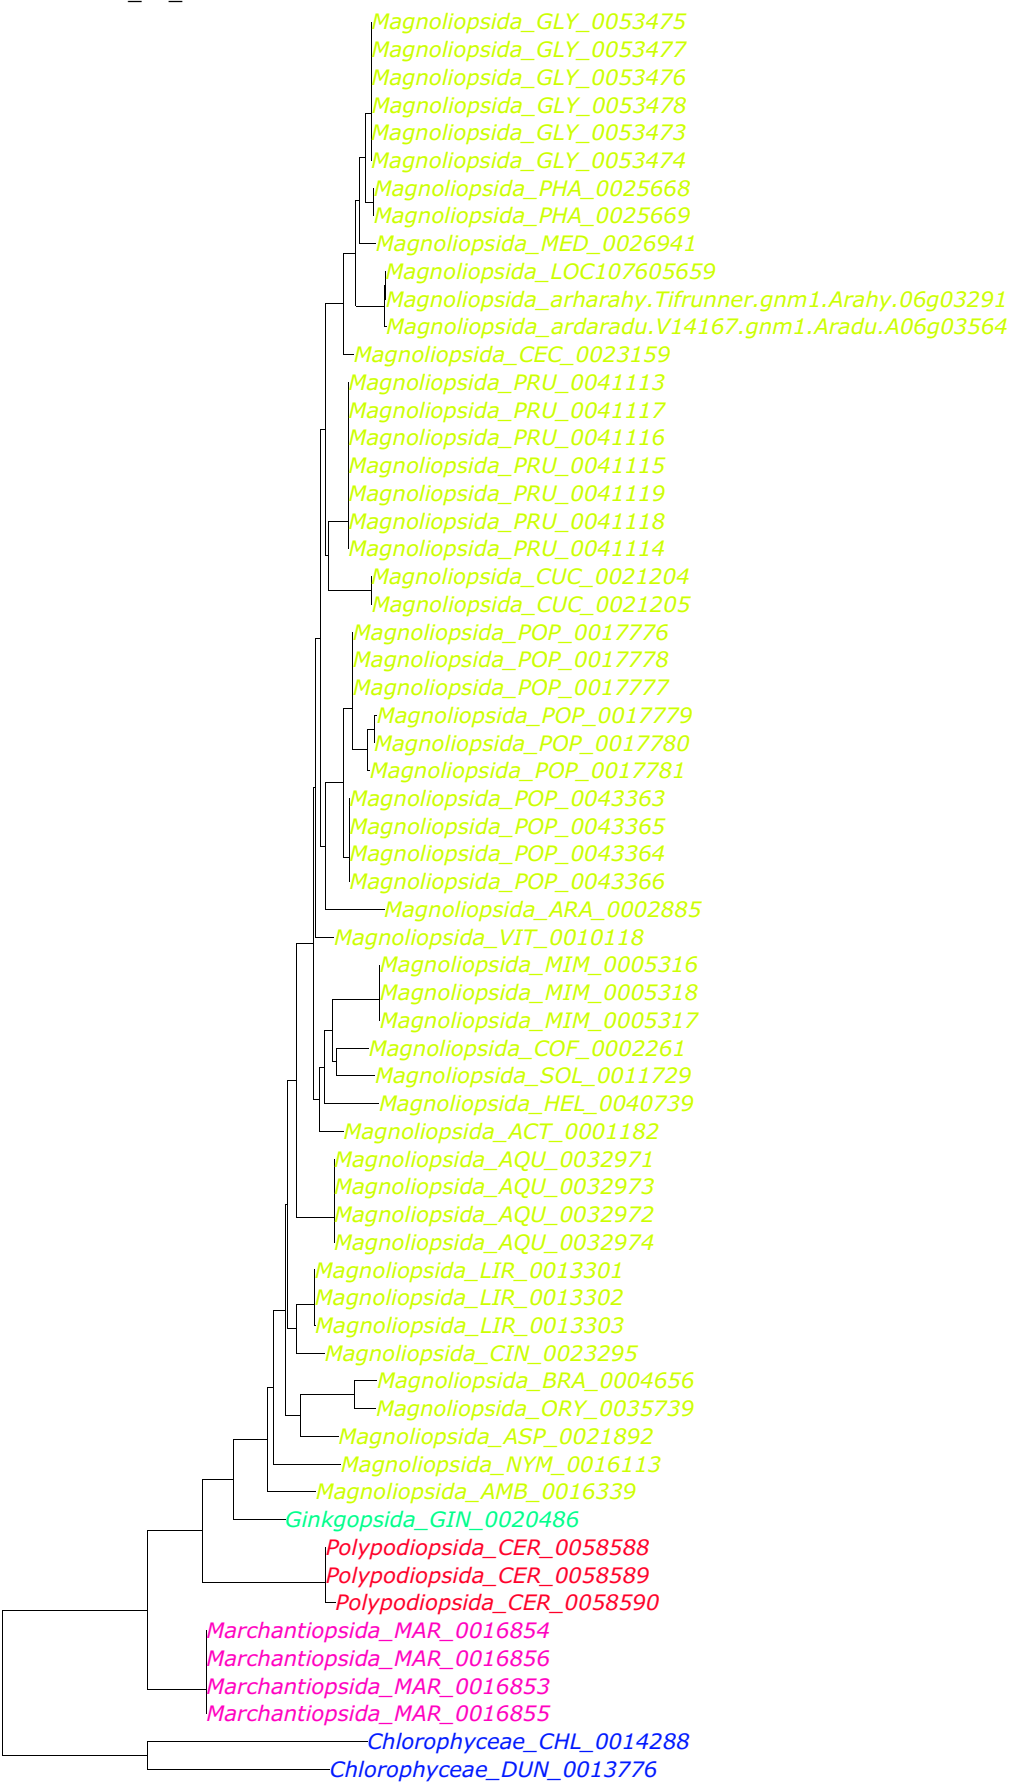 Magnoliopsida_GLY_0053475
Magnoliopsida_GLY_0053477
Magnoliopsida_GLY_0053476
Magnoliopsida_GLY_0053478
Magnoliopsida_GLY_0053473
Magnoliopsida_GLY_0053474
Magnoliopsida_PHA_0025668
Magnoliopsida_PHA_0025669
Magnoliopsida_MED_0026941
Magnoliopsida_LOC107605659
Magnoliopsida_arharahy.Tifrunner.gnm1.Arahy.06g03291
Magnoliopsida_ardaradu.V14167.gnm1.Aradu.A06g03564
Magnoliopsida_CEC_0023159
Magnoliopsida_PRU_0041113
Magnoliopsida_PRU_0041117
Magnoliopsida_PRU_0041116
Magnoliopsida_PRU_0041115
Magnoliopsida_PRU_0041119
Magnoliopsida_PRU_0041118
Magnoliopsida_PRU_0041114
Magnoliopsida_CUC_0021204
Magnoliopsida_CUC_0021205
Magnoliopsida_POP_0017776
Magnoliopsida_POP_0017778
Magnoliopsida_POP_0017777
Magnoliopsida_POP_0017779
Magnoliopsida_POP_0017780
Magnoliopsida_POP_0017781
Magnoliopsida_POP_0043363
Magnoliopsida_POP_0043365
Magnoliopsida_POP_0043364
Magnoliopsida_POP_0043366
Magnoliopsida_ARA_0002885
Magnoliopsida_VIT_0010118
Magnoliopsida_MIM_0005316
Magnoliopsida_MIM_0005318
Magnoliopsida_MIM_0005317
Magnoliopsida_COF_0002261
Magnoliopsida_SOL_0011729
Magnoliopsida_HEL_0040739
Magnoliopsida_ACT_0001182
Magnoliopsida_AQU_0032971
Magnoliopsida_AQU_0032973
Magnoliopsida_AQU_0032972
Magnoliopsida_AQU_0032974
Magnoliopsida_LIR_0013301
Magnoliopsida_LIR_0013302
Magnoliopsida_LIR_0013303
Magnoliopsida_CIN_0023295
Magnoliopsida_BRA_0004656
Magnoliopsida_ORY_0035739
Magnoliopsida_ASP_0021892
Magnoliopsida_NYM_0016113
Magnoliopsida_AMB_0016339
Ginkgopsida_GIN_0020486
Polypodiopsida_CER_0058588
Polypodiopsida_CER_0058589
Polypodiopsida_CER_0058590
Marchantiopsida_MAR_0016854
Marchantiopsida_MAR_0016856
Marchantiopsida_MAR_0016853
Marchantiopsida_MAR_0016855
Chlorophyceae_CHL_0014288
Chlorophyceae_DUN_0013776